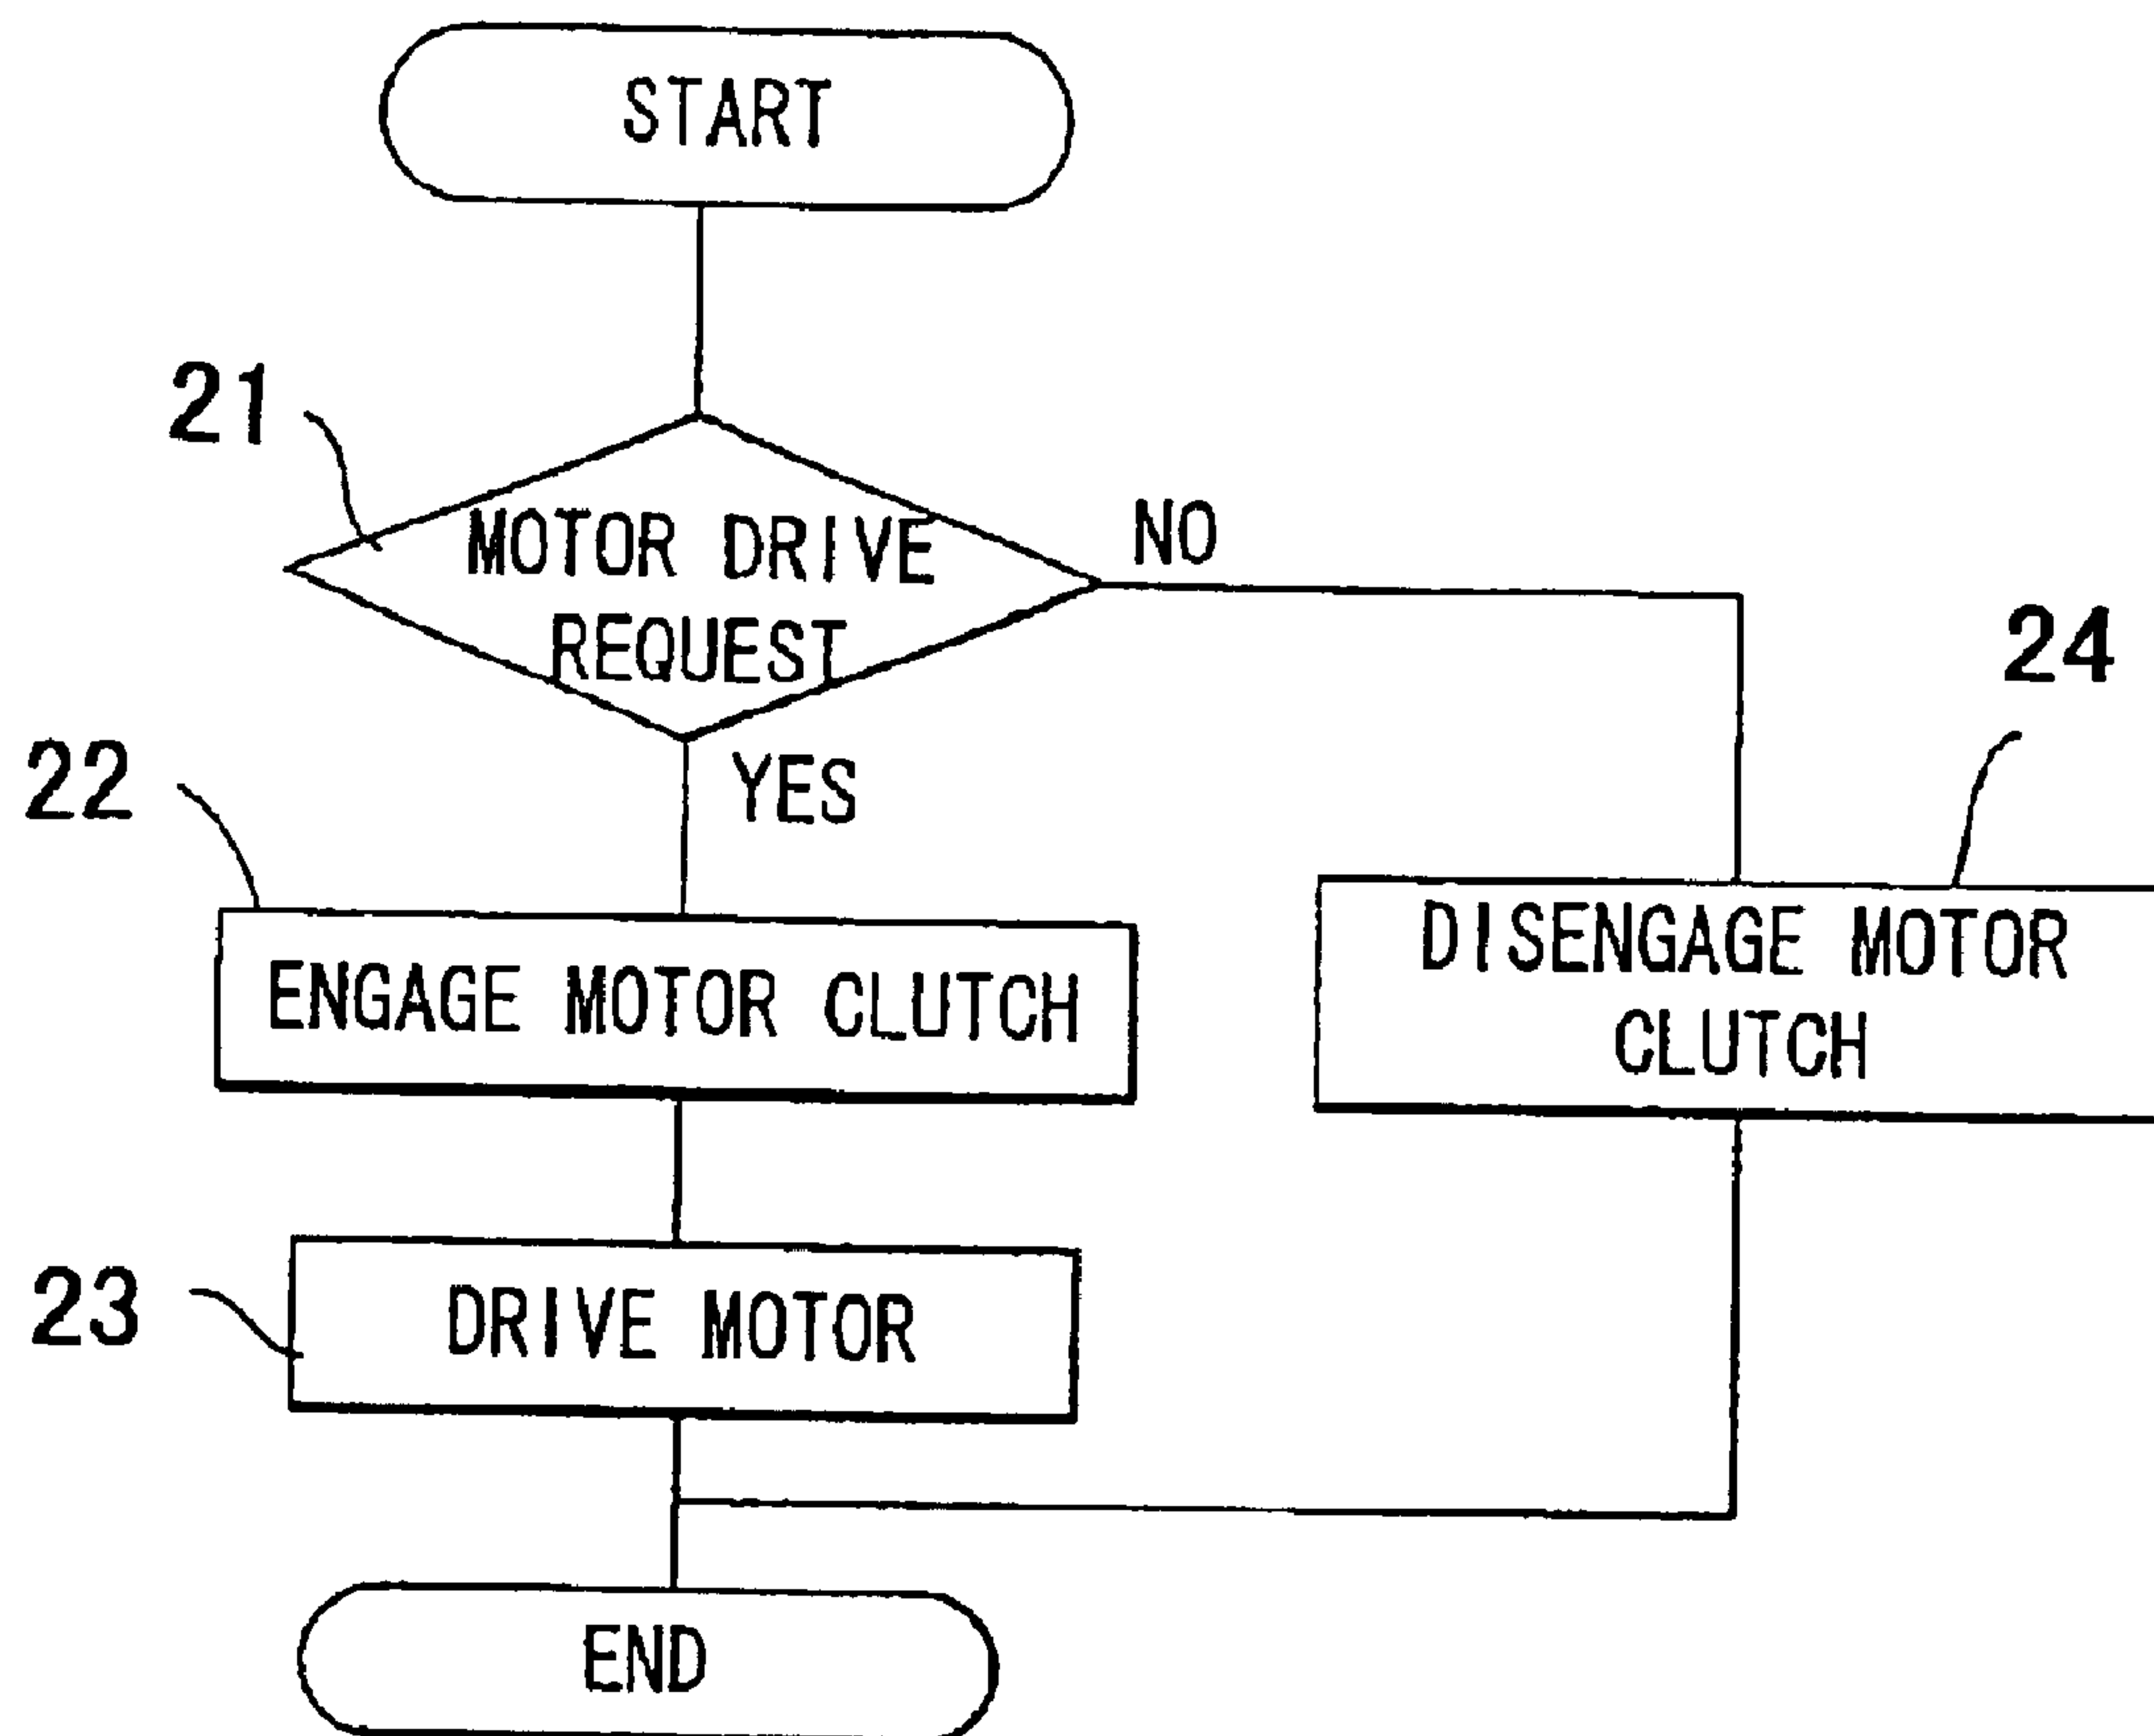 START
21
MOTOR DRIVE
REQUEST
NO
24
YES
22
ENGAGE MOTOR CLUTCH
DISENGAGE MOTOR
CLUTCH
23
DRIVE MOTOR
END